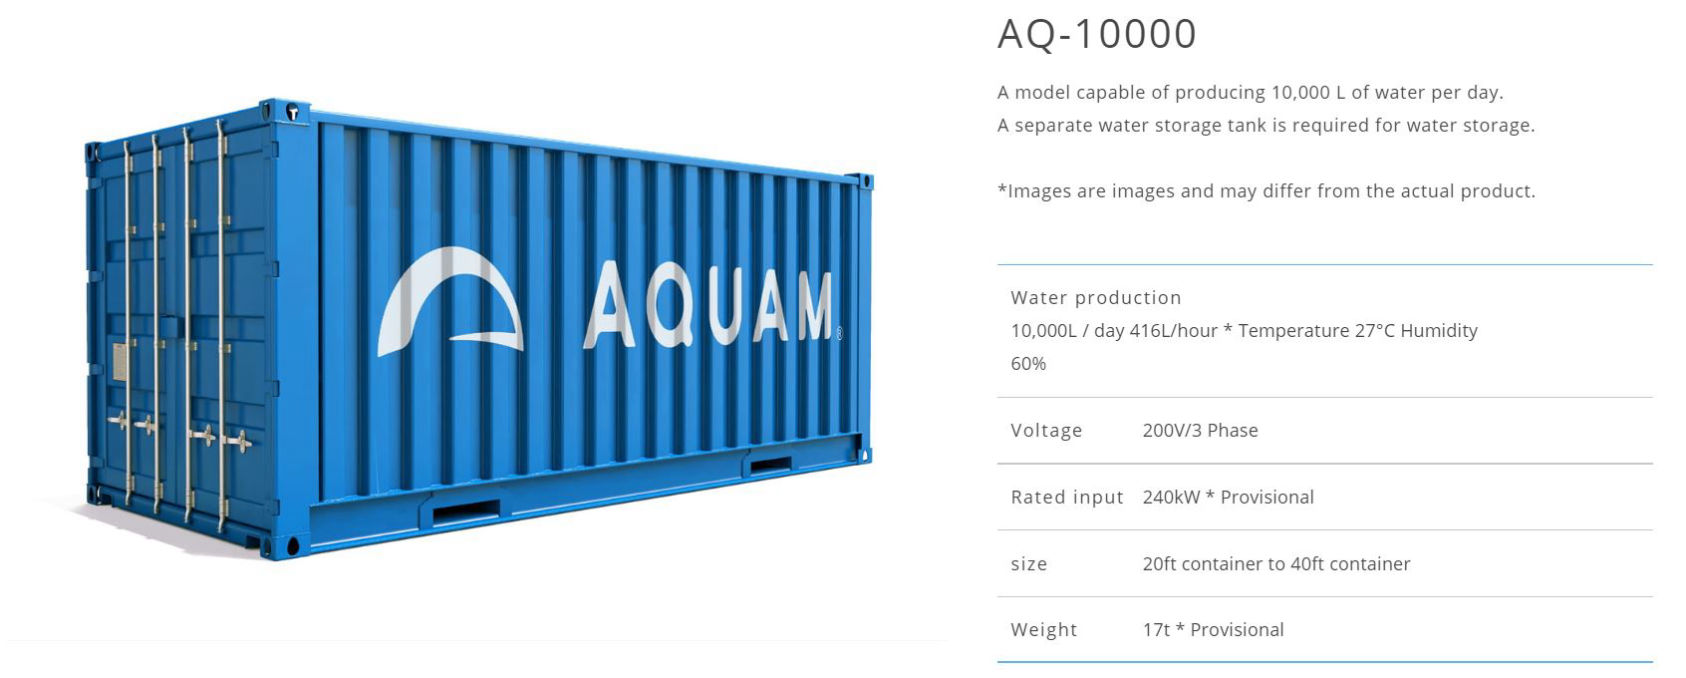 AQUAM®
AQ-10000
A model capable of producing 10,000 L of water per day.
A separate water storage tank is required for water storage.
*Images are images and may differ from the actual product.
Water production
10,000L / day 416L/hour * Temperature 27°C Humidity
60%
Voltage 200V/3 Phase
Rated input 240kW * Provisional
size 20ft container to 40ft container
Weight 17t * Provisional